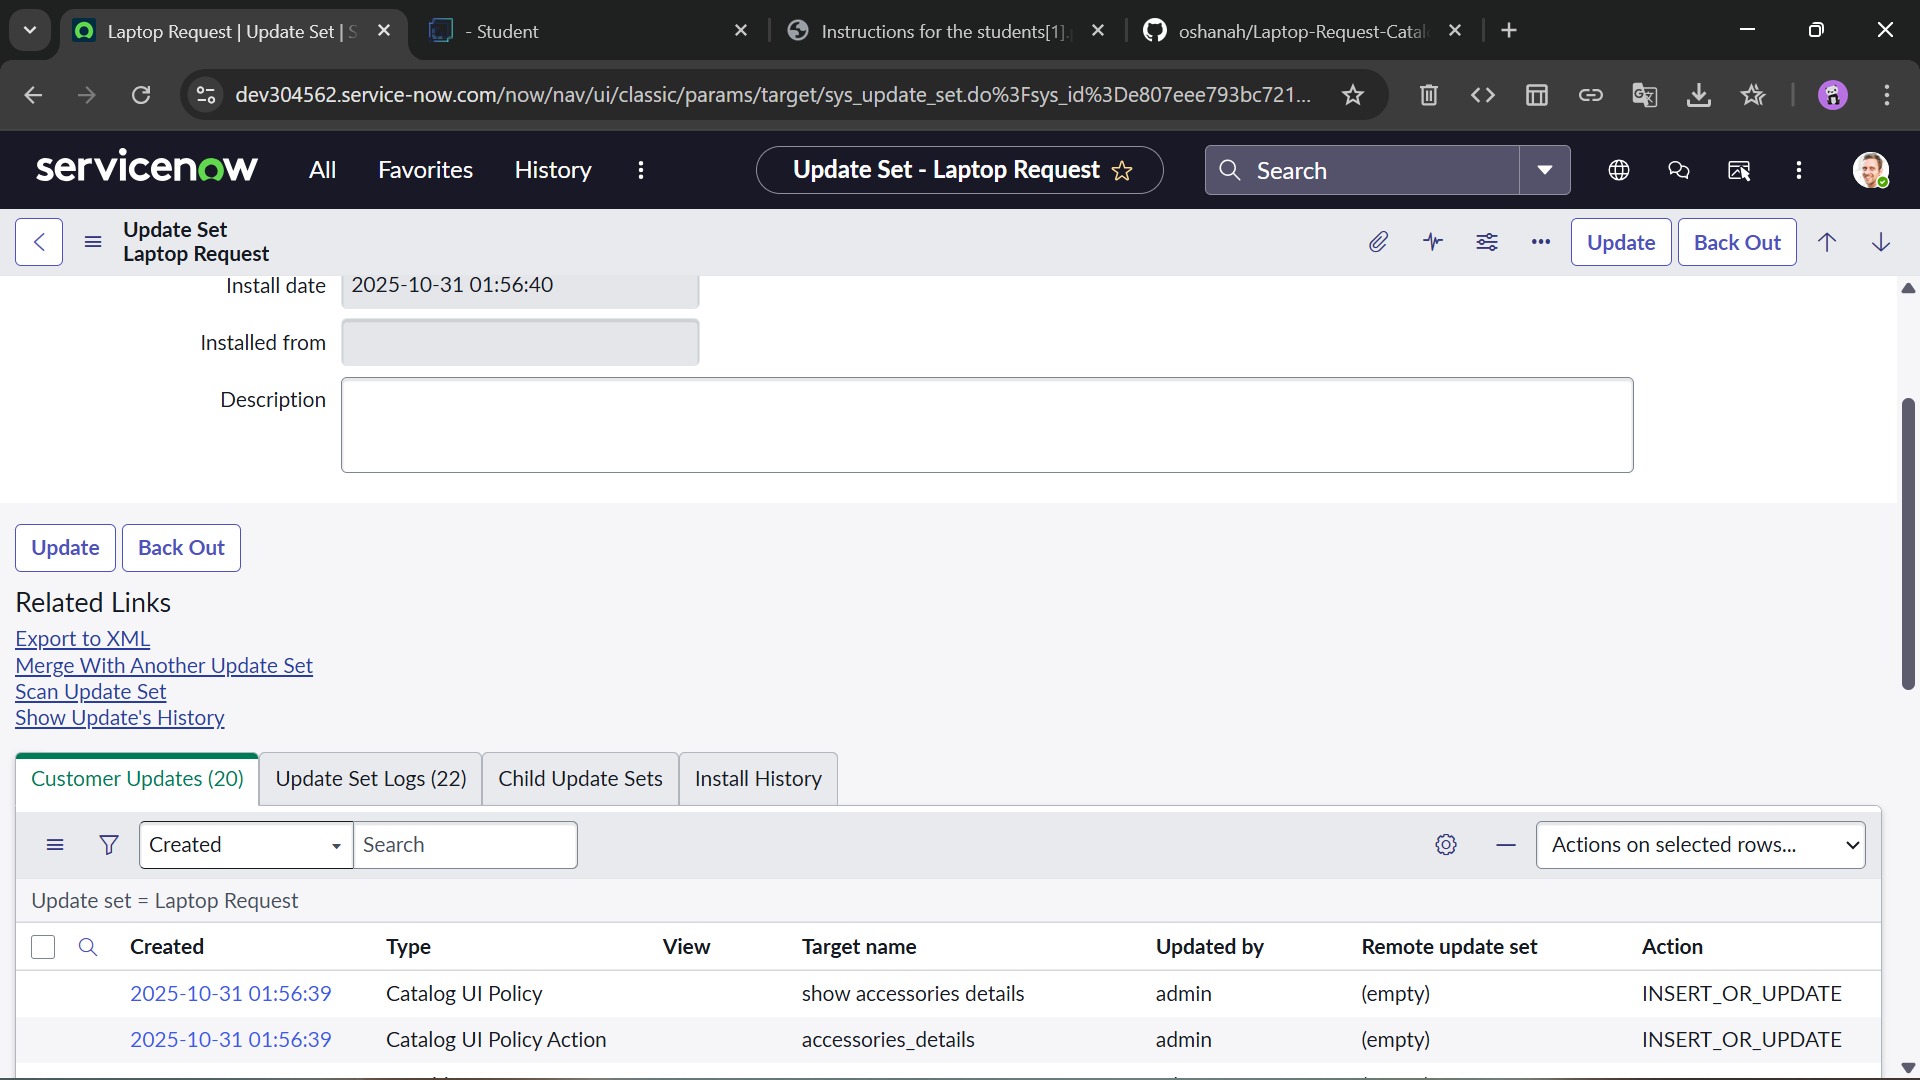 Laptop Request | Update Set | S
- Student
Instructions for the students[1].
oshanah/Laptop-Request-Catal
dev304562.service-now.com/now/nav/ui/classic/params/target/sys_update_set.do%3Fsys_id%3De807eee793bc721...
servicenow
All
Favorites
History
Update Set - Laptop Request
Search
Update Set
Laptop Request
Update
Back Out
Install date
2025-10-31 01:56:40
Installed from
Description
Update
Back Out
Related Links
Export to XML
Merge With Another Update Set
Scan Update Set
Show Update's History
Customer Updates (20)
Update Set Logs (22)
Child Update Sets
Install History
Created
Search
Actions on selected rows...
Update set = Laptop Request
Created Type View Target name Updated by Remote update set Action
2025-10-31 01:56:39 Catalog UI Policy show accessories details admin (empty) INSERT_OR_UPDATE
2025-10-31 01:56:39 Catalog UI Policy Action accessories_details admin (empty) INSERT_OR_UPDATE